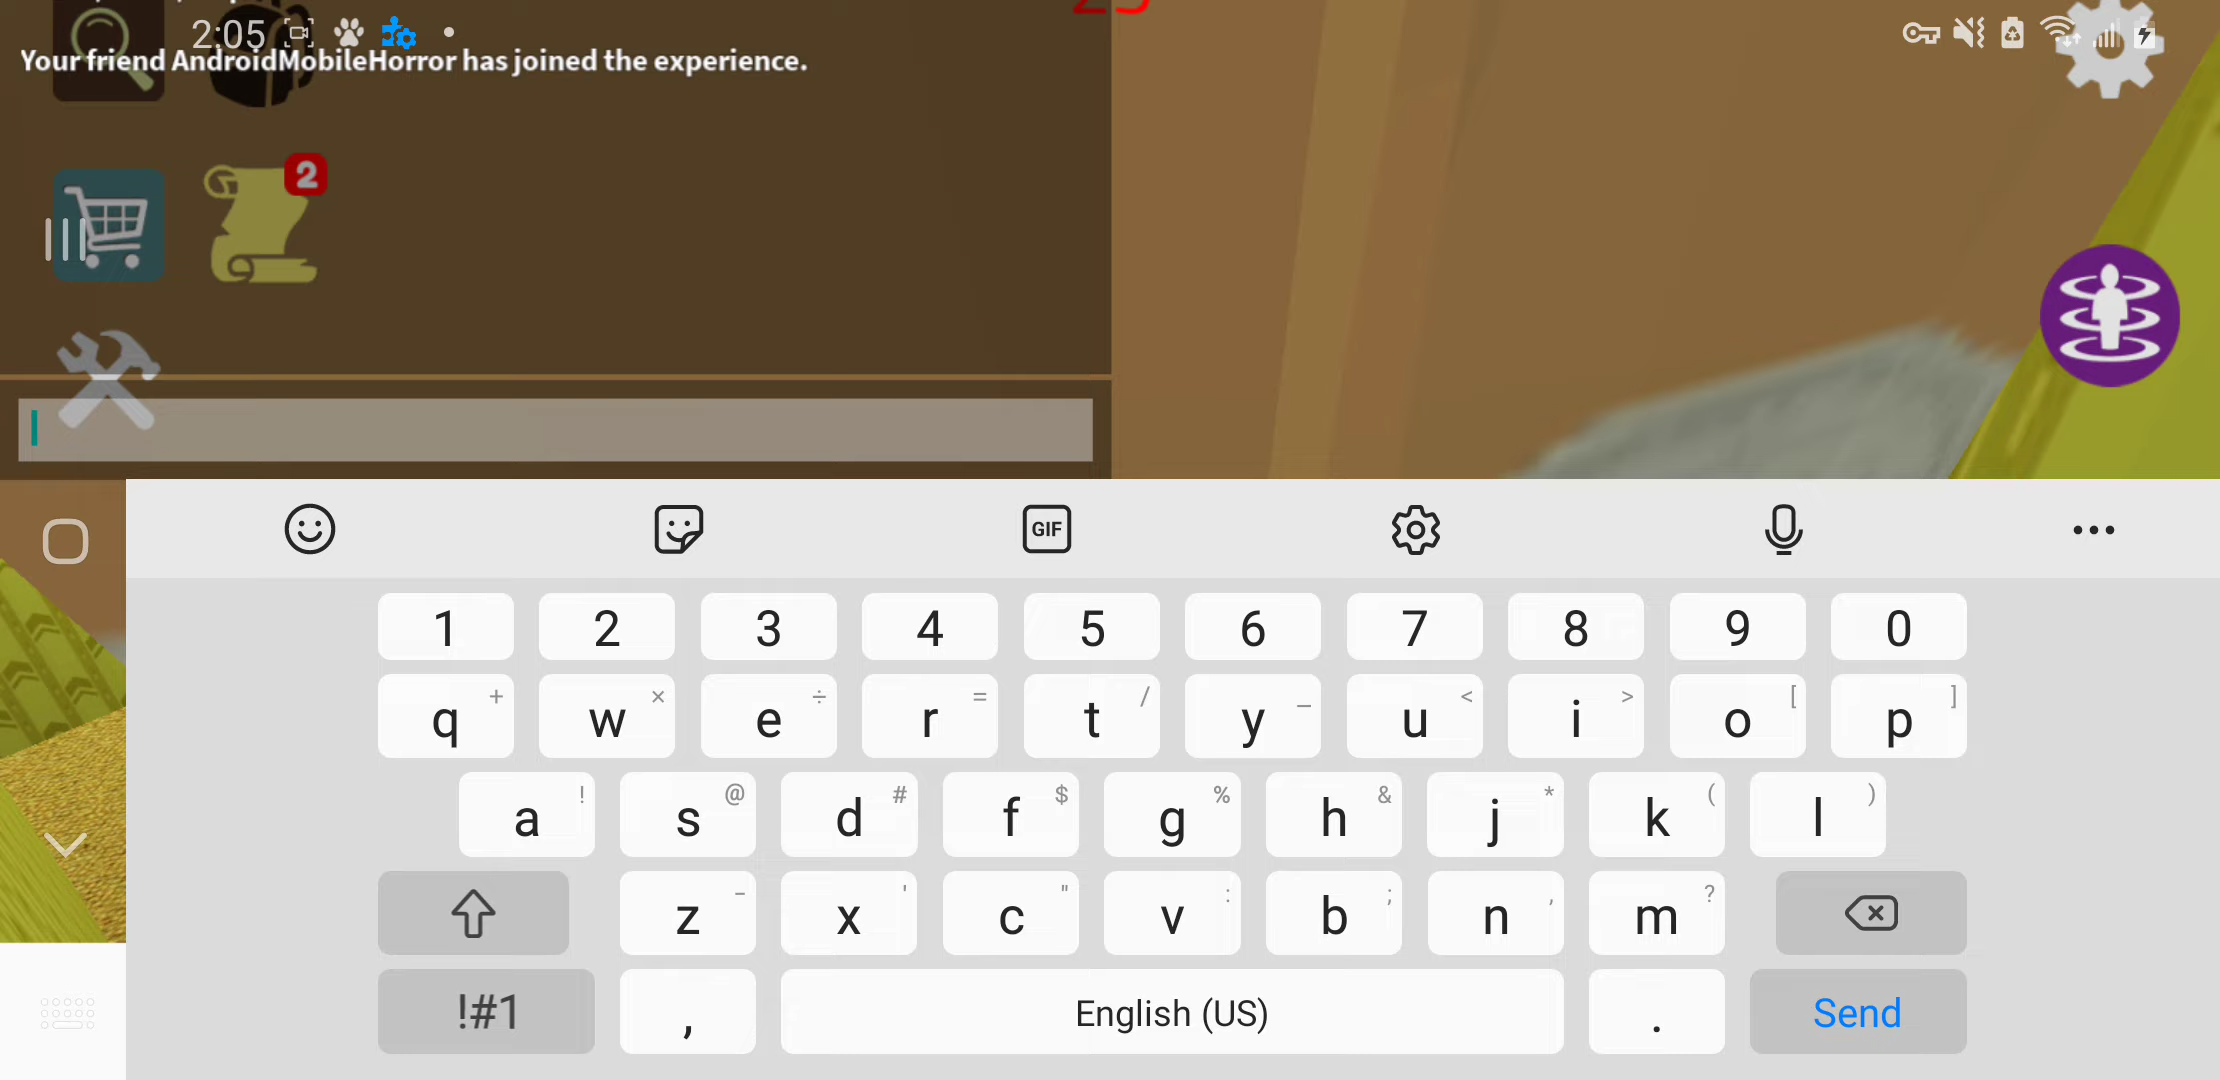 2:05
Your friend AndroidMobileHorror has joined the experience.
2
GIF
1 2 3 4 5 6 7 8 9 0
q + w × e ÷ r = t / y _ u < i > o [ p ]
a ! s @ d # f $ g % h & j * k ( l )
z - x ' c " v : b ; n , m ?
!#1 , English (US) . Send